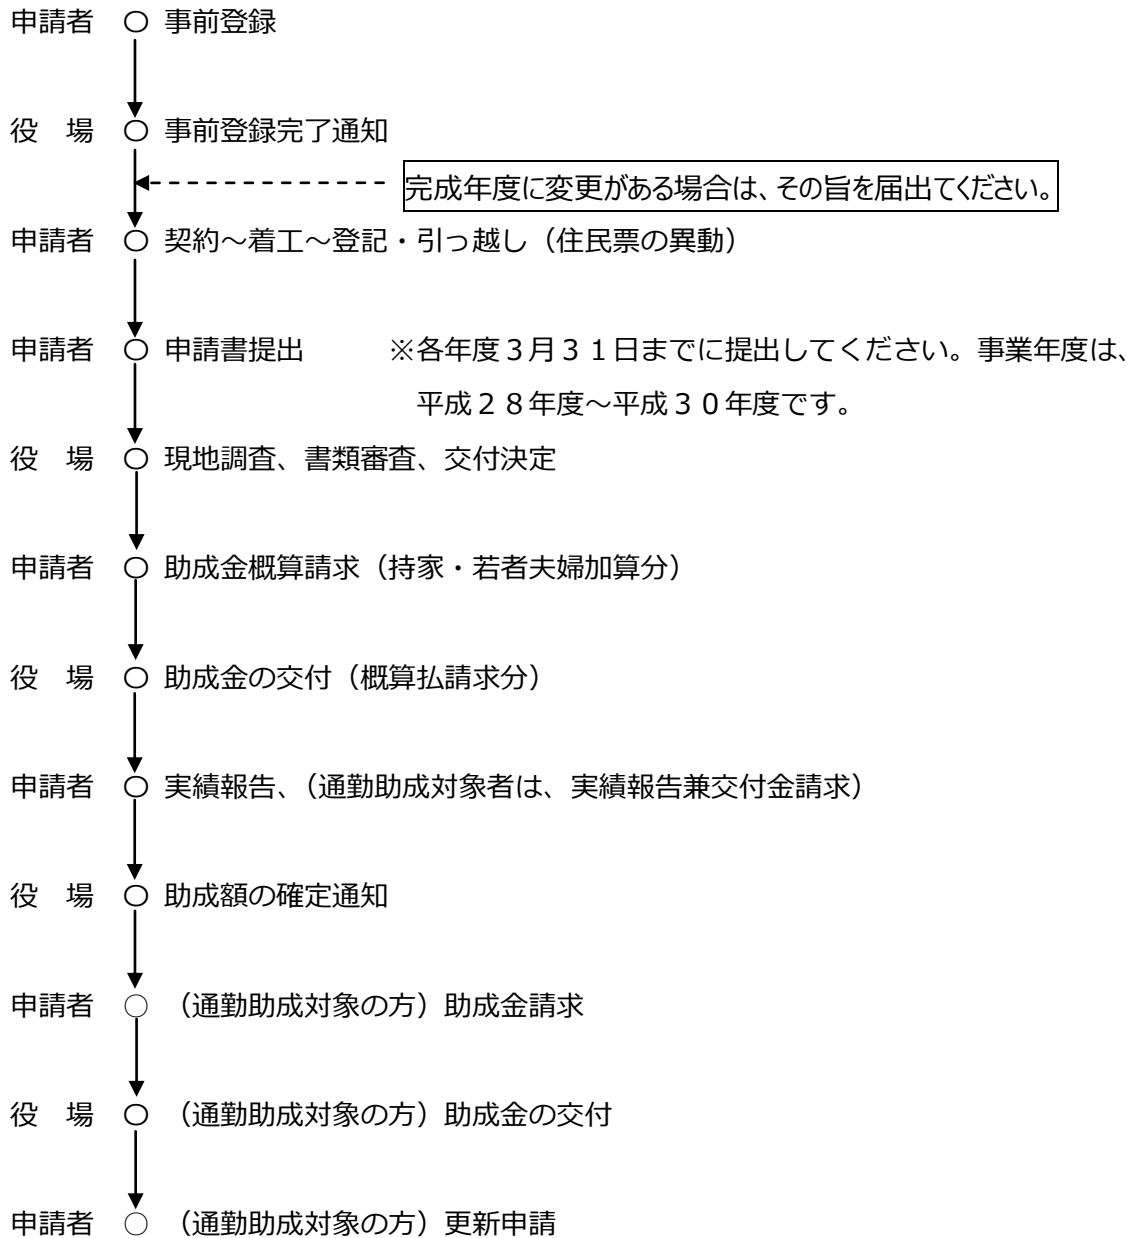 申請者 ○ 事前登録
役　場 ○ 事前登録完了通知
完成年度に変更がある場合は、その旨を届出てください。
申請者 ○ 契約～着工～登記・引っ越し（住民票の異動）
申請者 ○ 申請書提出　　　※各年度３月３１日までに提出してください。事業年度は、
平成２８年度～平成３０年度です。
役　場 ○ 現地調査、書類審査、交付決定
申請者 ○ 助成金概算請求（持家・若者夫婦加算分）
役　場 ○ 助成金の交付（概算払請求分）
申請者 ○ 実績報告、（通勤助成対象者は、実績報告兼交付金請求）
役　場 ○ 助成額の確定通知
申請者 ○ （通勤助成対象の方）助成金請求
役　場 ○ （通勤助成対象の方）助成金の交付
申請者 ○ （通勤助成対象の方）更新申請